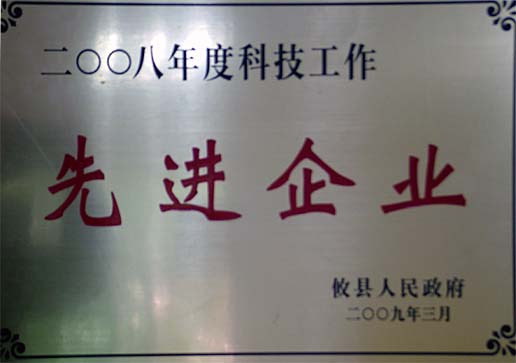 二〇〇八年度科技工作
先进企业
攸县人民政府
二〇〇九年三月